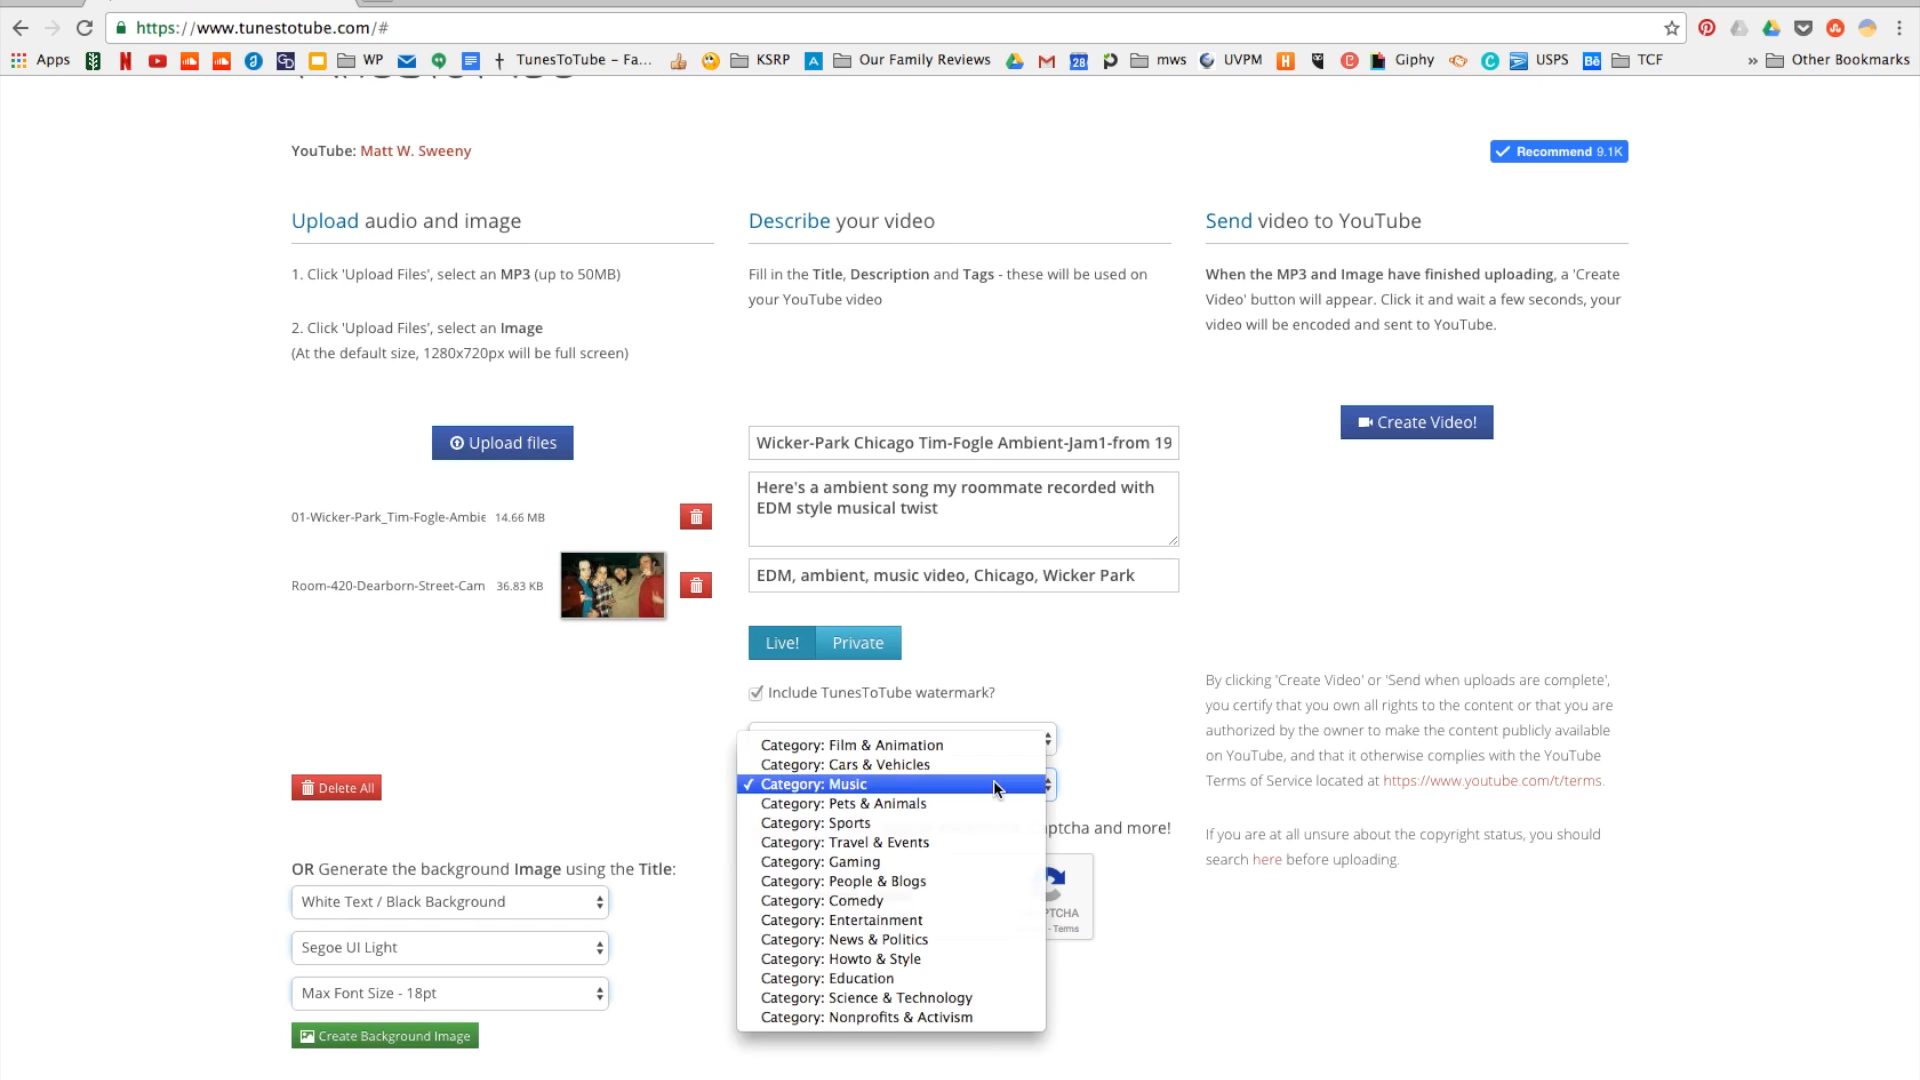 https://www.tunestotube.com/#
Apps
WP
TunesToTube – Fa...
KSRP
Our Family Reviews
28
mws
UVPM
Giphy
USPS
Bē
TCF
» Other Bookmarks
YouTube: Matt W. Sweeny
Recommend 9.1K
Upload audio and image
1. Click 'Upload Files', select an MP3 (up to 50MB)
2. Click 'Upload Files', select an Image
(At the default size, 1280x720px will be full screen)
Upload files
01-Wicker-Park_Tim-Fogle-Ambie 14.66 MB
Room-420-Dearborn-Street-Cam 36.83 KB
Delete All
OR Generate the background Image using the Title:
White Text / Black Background
Segoe UI Light
Max Font Size - 18pt
Create Background Image
Describe your video
Fill in the Title, Description and Tags - these will be used on
your YouTube video
Wicker-Park Chicago Tim-Fogle Ambient-Jam1-from 19
Here's a ambient song my roommate recorded with
EDM style musical twist
EDM, ambient, music video, Chicago, Wicker Park
Live! Private
Include TunesToTube watermark?
Category: Film & Animation
Category: Cars & Vehicles
✓ Category: Music
Category: Pets & Animals
Category: Sports
Category: Travel & Events
Category: Gaming
Category: People & Blogs
Category: Comedy
Category: Entertainment
Category: News & Politics
Category: Howto & Style
Category: Education
Category: Science & Technology
Category: Nonprofits & Activism
ptcha and more!
PTCHA
- Terms
Send video to YouTube
When the MP3 and Image have finished uploading, a 'Create
Video' button will appear. Click it and wait a few seconds, your
video will be encoded and sent to YouTube.
Create Video!
By clicking 'Create Video' or 'Send when uploads are complete',
you certify that you own all rights to the content or that you are
authorized by the owner to make the content publicly available
on YouTube, and that it otherwise complies with the YouTube
Terms of Service located at https://www.youtube.com/t/terms.
If you are at all unsure about the copyright status, you should
search here before uploading.